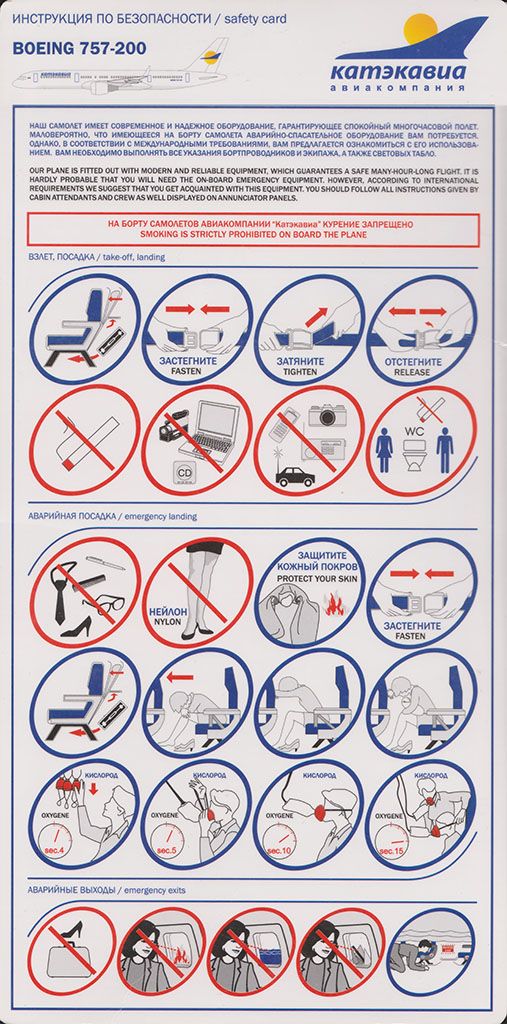 ИНСТРУКЦИЯ ПО БЕЗОПАСНОСТИ / safety card
BOEING 757-200
катэкавиа
катэкавиа
авиакомпания
НАШ САМОЛЕТ ИМЕЕТ СОВРЕМЕННОЕ И НАДЕЖНОЕ ОБОРУДОВАНИЕ, ГАРАНТИРУЮЩЕЕ СПОКОЙНЫЙ МНОГОЧАСОВОЙ ПОЛЕТ.
МАЛОВЕРОЯТНО, ЧТО ИМЕЮЩЕЕСЯ НА БОРТУ САМОЛЕТА АВАРИЙНО-СПАСАТЕЛЬНОЕ ОБОРУДОВАНИЕ ВАМ ПОТРЕБУЕТСЯ.
ОДНАКО, В СООТВЕТСТВИИ С МЕЖДУНАРОДНЫМИ ТРЕБОВАНИЯМИ, ВАМ ПРЕДЛАГАЕТСЯ ОЗНАКОМИТЬСЯ С ЕГО ИСПОЛЬЗОВА-
НИЕМ. ВАМ НЕОБХОДИМО ВЫПОЛНЯТЬ ВСЕ УКАЗАНИЯ БОРТПРОВОДНИКОВ И ЭКИПАЖА, А ТАКЖЕ СВЕТОВЫХ ТАБЛО.
OUR PLANE IS FITTED OUT WITH MODERN AND RELIABLE EQUIPMENT, WHICH GUARANTEES A SAFE MANY-HOUR-LONG FLIGHT. IT IS
HARDLY PROBABLE THAT YOU WILL NEED THE ON-BOARD EMERGENCY EQUIPMENT. HOWEVER, ACCORDING TO INTERNATIONAL
REQUIREMENTS WE SUGGEST THAT YOU GET ACQUAINTED WITH THIS EQUIPMENT. YOU SHOULD FOLLOW ALL INSTRUCTIONS GIVEN BY
CABIN ATTENDANTS AND CREW AS WELL DISPLAYED ON ANNUNCIATOR PANELS.
НА БОРТУ САМОЛЕТОВ АВИАКОМПАНИИ "Катэкавиа" КУРЕНИЕ ЗАПРЕЩЕНО
SMOKING IS STRICTLY PROHIBITED ON BOARD THE PLANE
ВЗЛЕТ, ПОСАДКА / take-off, landing
ЗАСТЕГНИТЕ
FASTEN
ЗАТЯНИТЕ
TIGHTEN
ОТСТЕГНИТЕ
RELEASE
CD
WC
АВАРИЙНАЯ ПОСАДКА / emergency landing
НЕЙЛОН
NYLON
ЗАЩИТИТЕ
КОЖНЫЙ ПОКРОВ
PROTECT YOUR SKIN
ЗАСТЕГНИТЕ
FASTEN
КИСЛОРОД
OXYGENE
sec.4
КИСЛОРОД
OXYGENE
sec.5
КИСЛОРОД
OXYGENE
sec.10
КИСЛОРОД
OXYGENE
sec.15
АВАРИЙНЫЕ ВЫХОДЫ / emergency exits